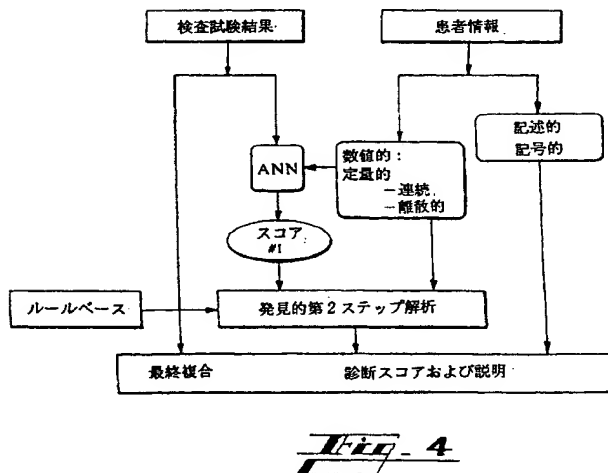 検査試験結果
患者情報
記述的
記号的
ANN
数値的：
定量的
－連続
－離散的
スコア
#1
ルールベース
発見的第2ステップ解析
最終複合 診断スコアおよび説明
Fig. 4